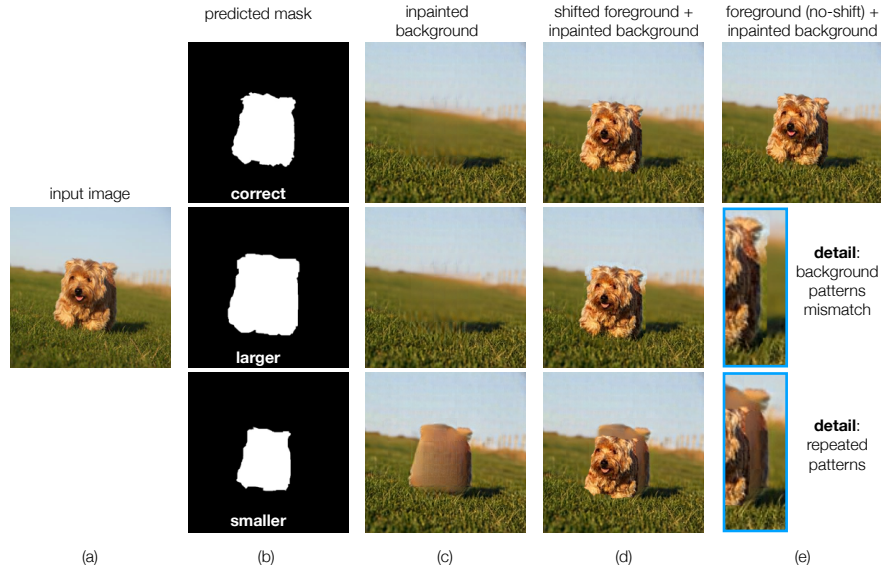 predicted mask
inpainted
background
shifted foreground +
inpainted background
foreground (no-shift) +
inpainted background
correct
input image
larger
detail:
background
patterns
mismatch
smaller
detail:
repeated
patterns
(a)
(b)
(c)
(d)
(e)